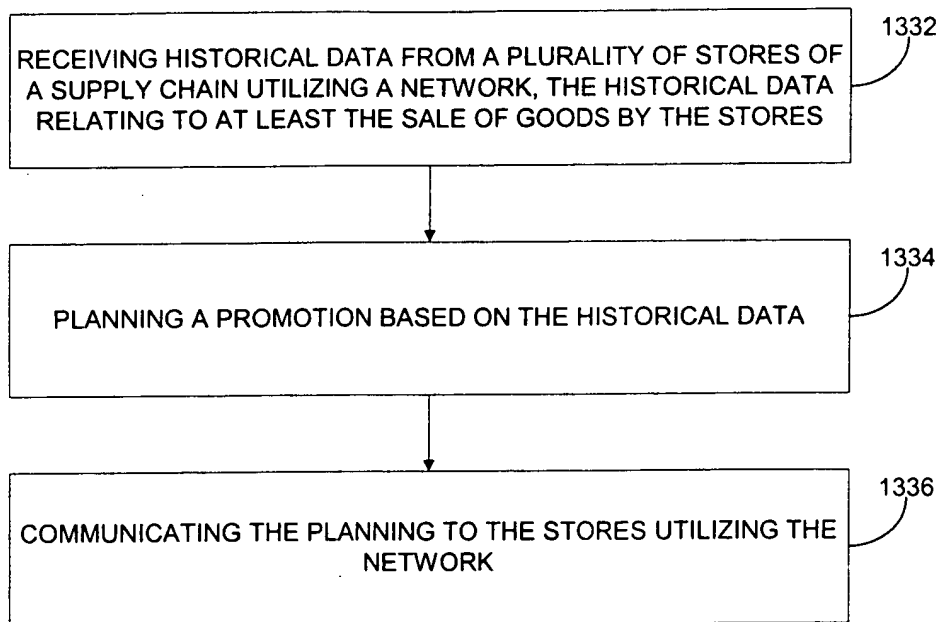 1332
RECEIVING HISTORICAL DATA FROM A PLURALITY OF STORES OF
A SUPPLY CHAIN UTILIZING A NETWORK, THE HISTORICAL DATA
RELATING TO AT LEAST THE SALE OF GOODS BY THE STORES
1334
PLANNING A PROMOTION BASED ON THE HISTORICAL DATA
1336
COMMUNICATING THE PLANNING TO THE STORES UTILIZING THE
NETWORK